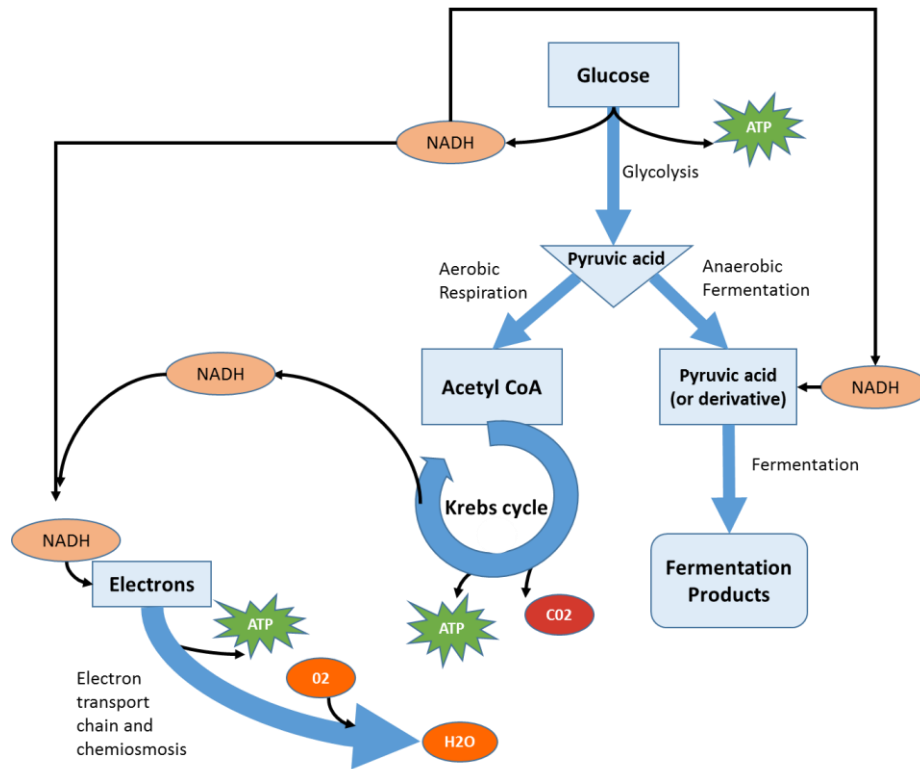 Glucose
ATP
NADH
Glycolysis
Pyruvic acid
Aerobic
Respiration
Anaerobic
Fermentation
NADH
Acetyl CoA
Pyruvic acid
(or derivative)
NADH
Krebs cycle
Fermentation
NADH
Electrons
ATP
ATP
C02
Fermentation
Products
Electron
transport
chain and
chemiosmosis
02
H2O